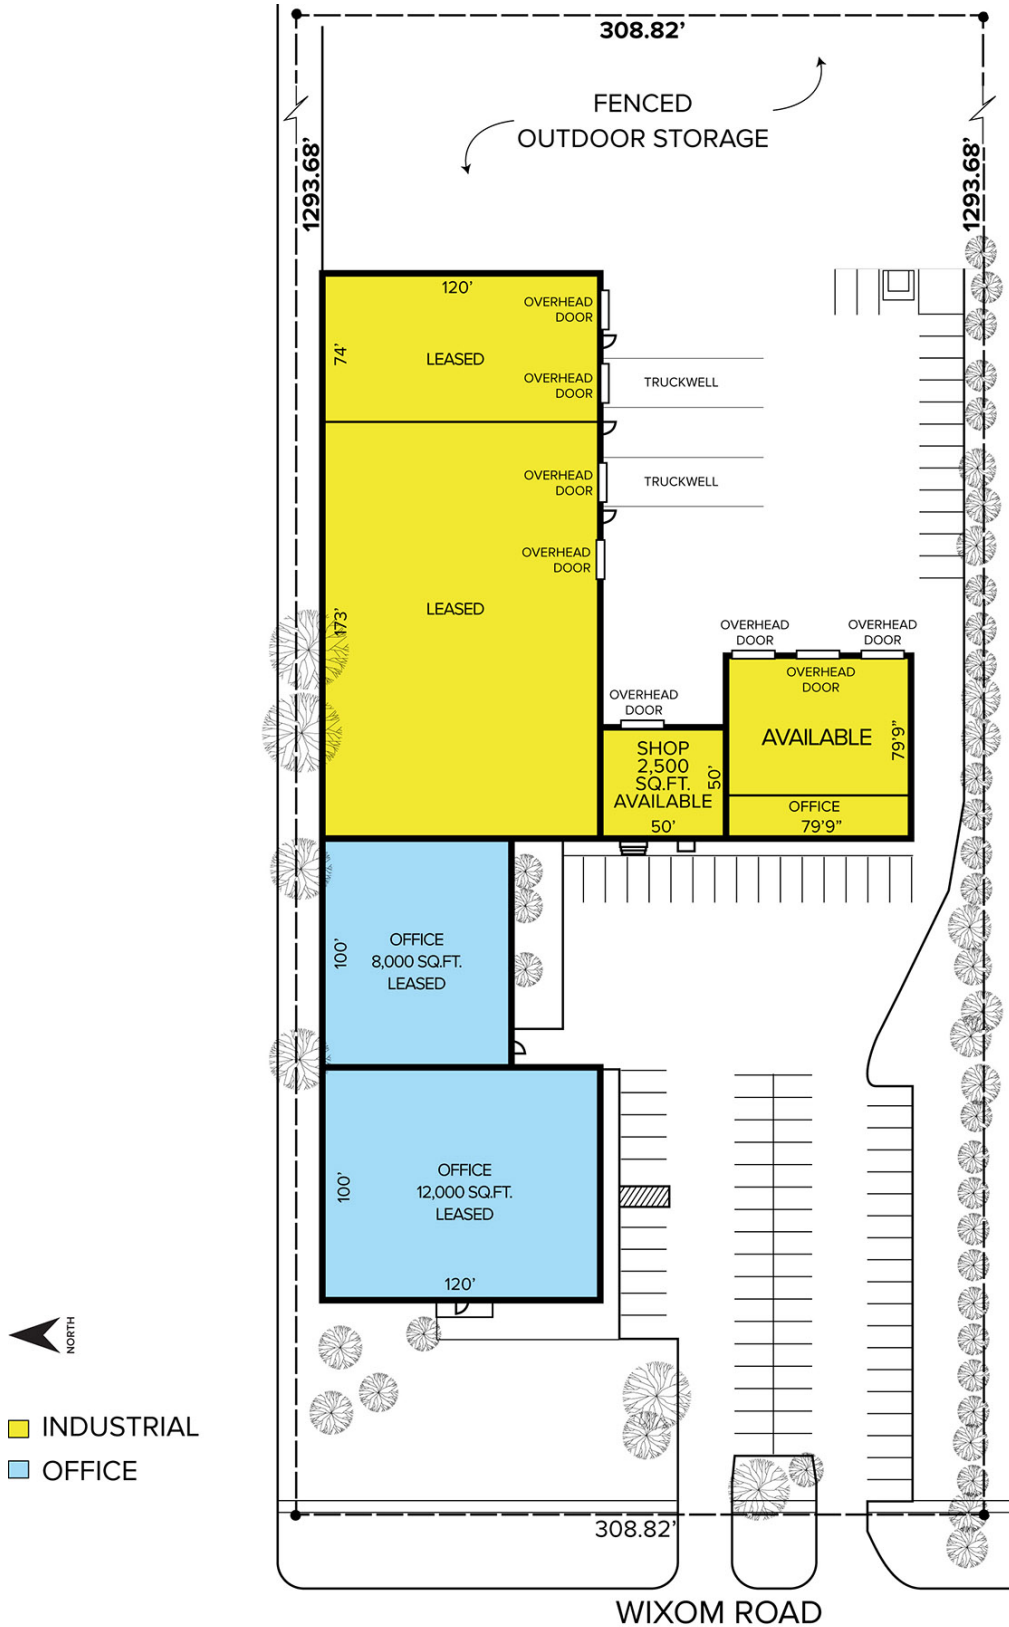 308.82’
FENCED
OUTDOOR STORAGE
1293.68’
1293.68’
120’
OVERHEAD
DOOR
74’
LEASED
OVERHEAD
DOOR
TRUCKWELL
OVERHEAD
DOOR
TRUCKWELL
OVERHEAD
DOOR
LEASED
173’
OVERHEAD
DOOR
OVERHEAD
DOOR
OVERHEAD
DOOR
OVERHEAD
DOOR
AVAILABLE
79’9”
SHOP
2,500
SQ.FT.
AVAILABLE
50’
50’
OFFICE
79’9”
100’
OFFICE
8,000 SQ.FT.
LEASED
100’
OFFICE
12,000 SQ.FT.
LEASED
120’
NORTH
INDUSTRIAL
OFFICE
308.82’
WIXOM ROAD